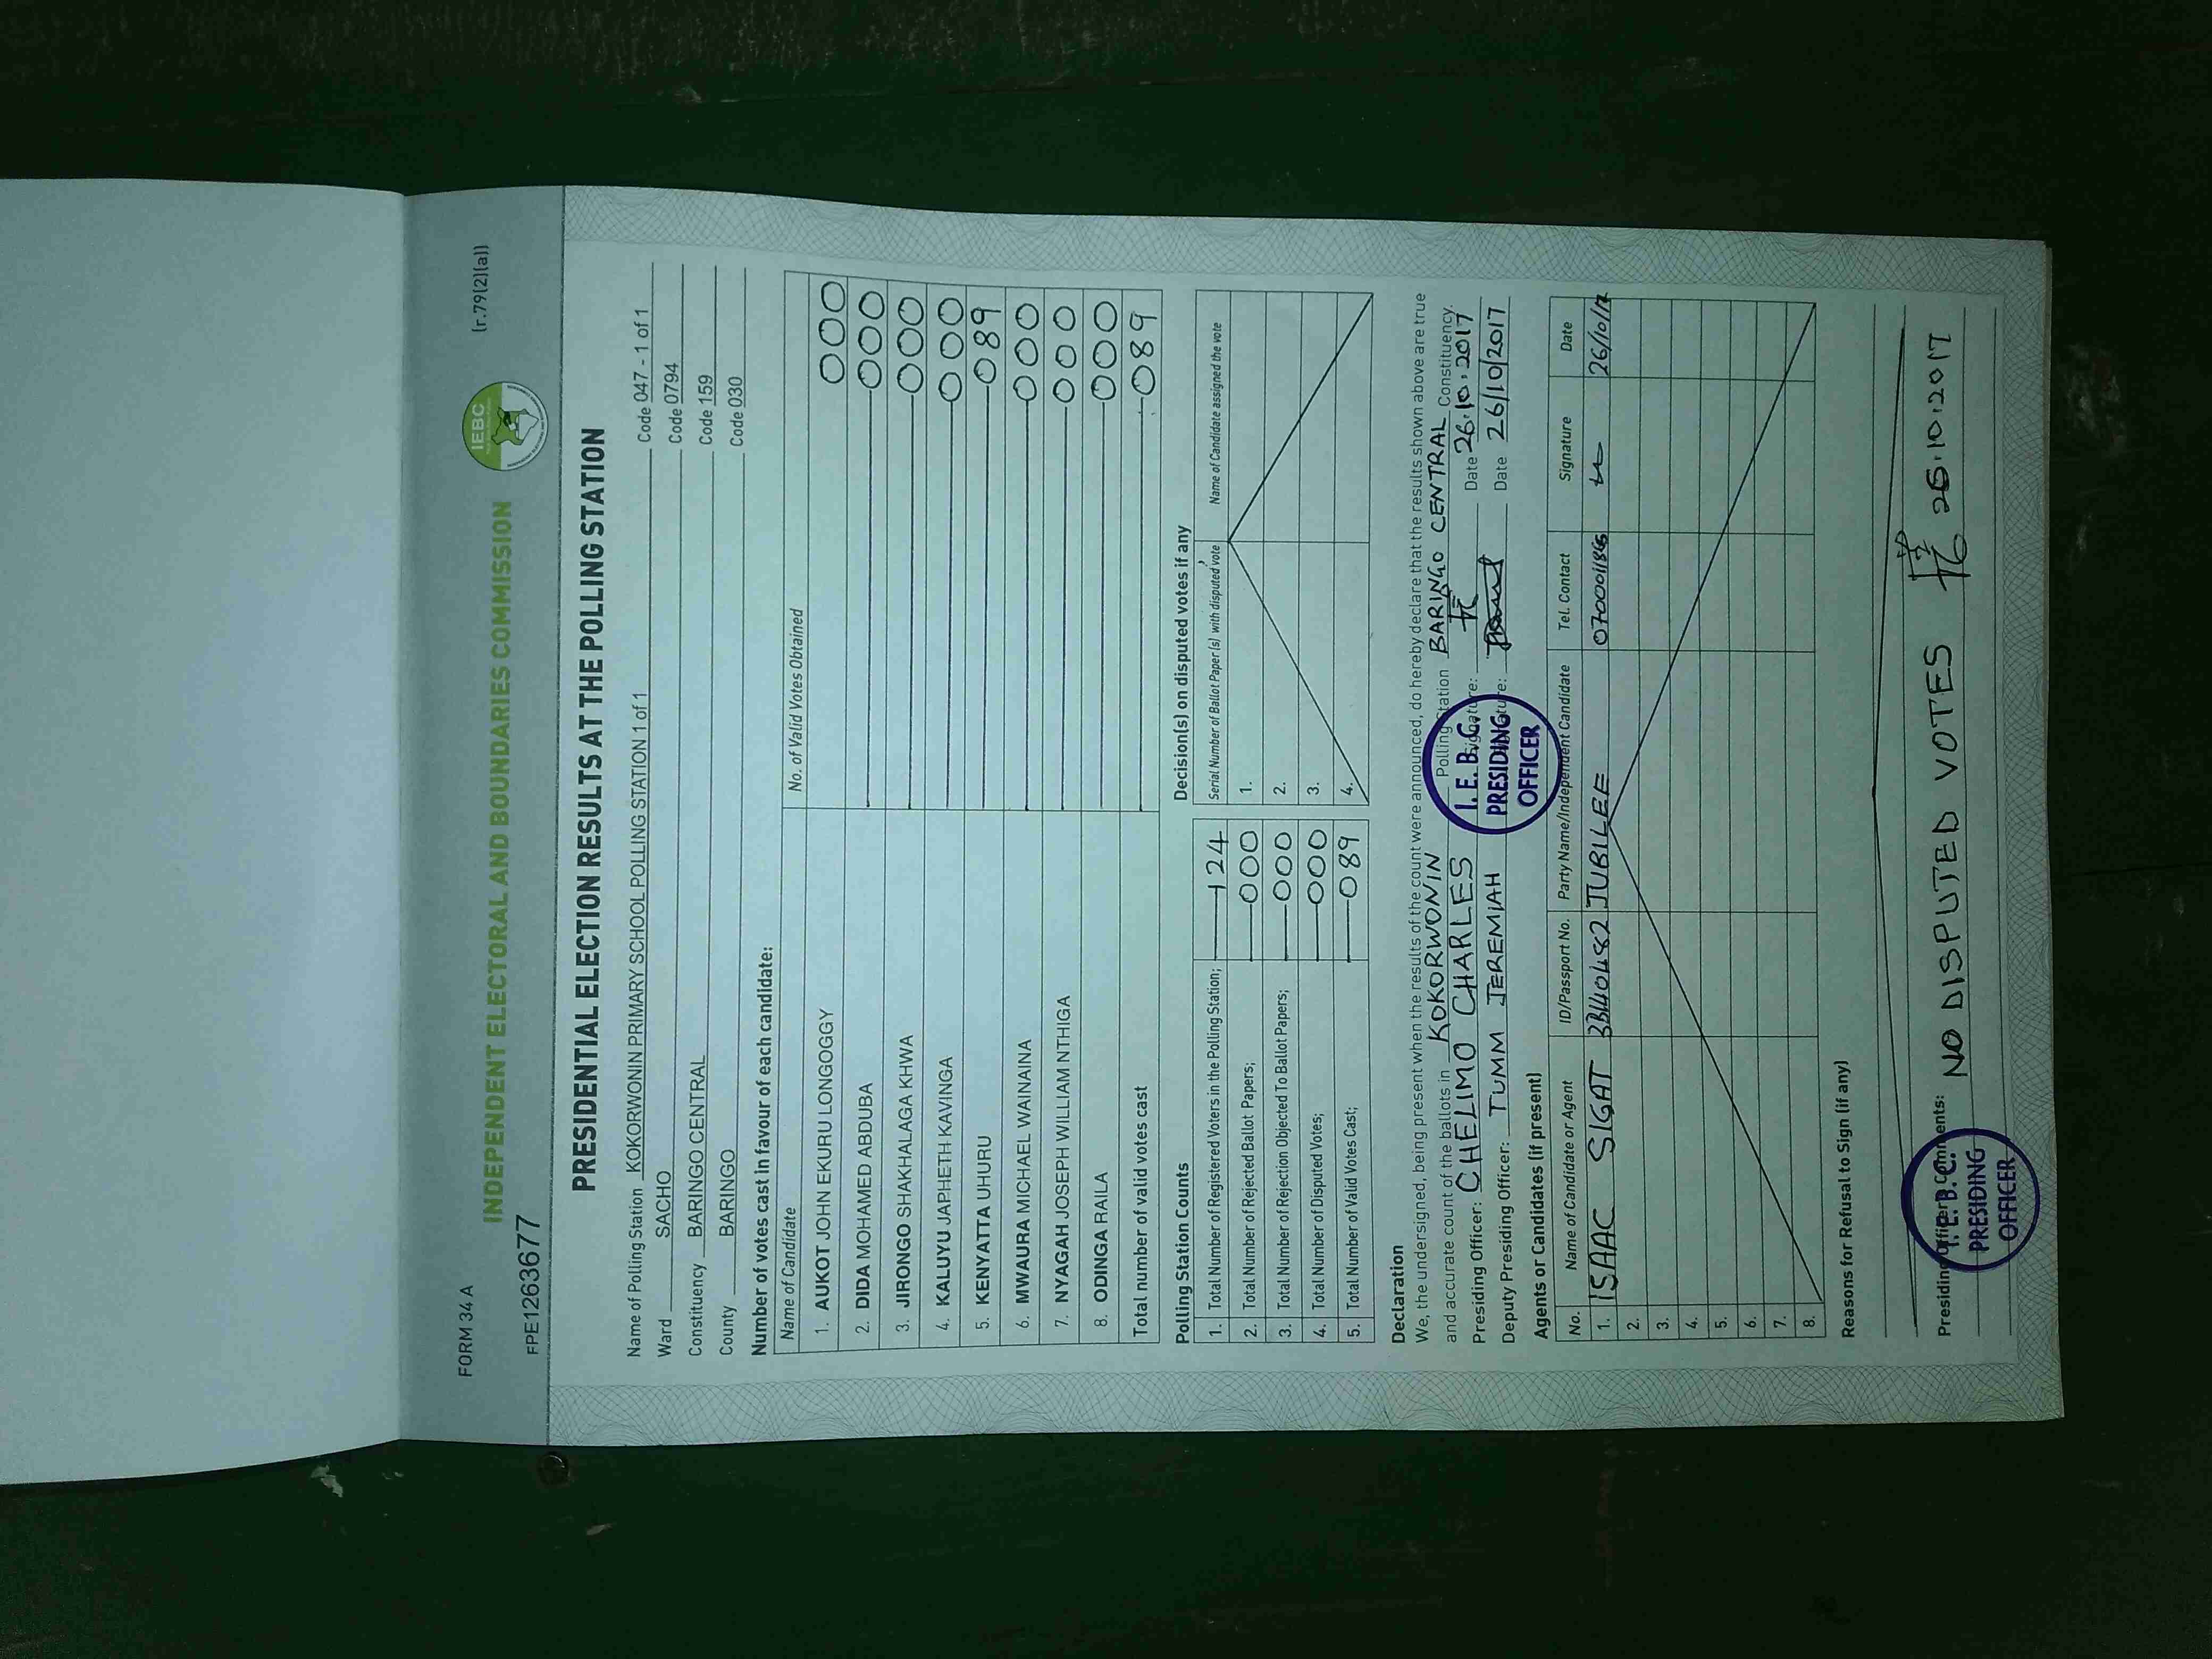 FORM 34 A
(r.79(2)(a))
IEBC
INDEPENDENT ELECTORAL AND BOUNDARIES COMMISSION
FPE1263677
PRESIDENTIAL ELECTION RESULTS AT THE POLLING STATION
Name of Polling Station KOKORWONIN PRIMARY SCHOOL POLLING STATION 1 of 1 Code 047 - 1 of 1
Ward SACHO Code 0794
Constituency BARINGO CENTRAL Code 159
County BARINGO Code 030
Number of votes cast in favour of each candidate:
Name of Candidate No. of Valid Votes Obtained
1. AUKOT JOHN EKURU LONGOGGY 000
2. DIDA MOHAMED ABDUBA 000
3. JIRONGO SHAKHALAGA KHWA 000
4. KALUYU JAPHETH KAVINGA 000
5. KENYATTA UHURU 089
6. MWAURA MICHAEL WAINAINA 000
7. NYAGAH JOSEPH WILLIAM NTHIGA 000
8. ODINGA RAILA 000
Total number of valid votes cast 089
Polling Station Counts
1. Total Number of Registered Voters in the Polling Station; 124
2. Total Number of Rejected Ballot Papers; 000
3. Total Number of Rejection Objected To Ballot Papers; 000
4. Total Number of Disputed Votes; 000
5. Total Number of Valid Votes Cast; 089
Decision(s) on disputed votes if any
Serial Number of Ballot Paper(s) with disputed vote Name of Candidate assigned the vote
1.
2.
3.
4.
Declaration
We, the undersigned, being present when the results of the count were announced, do hereby declare that the results shown above are true
and accurate count of the ballots in KOKORWONIN Polling Station BARINGO CENTRAL Constituency.
Presiding Officer: CHELIMO CHARLES Signature: Date 26.10.2017
Deputy Presiding Officer: TUMM JEREMIAH Signature: Date 26/10/2017
I. E. B. C.
PRESIDING
OFFICER
Agents or Candidates (if present)
No. Name of Candidate or Agent ID/Passport No. Party Name/Independent Candidate Tel. Contact Signature Date
1. ISAAC SIGAT JUBILEE 26/10/17
2.
3.
4.
5.
6.
7.
8.
Reasons for Refusal to Sign (if any)
Presiding Officer Comments: NO DISPUTED VOTES 26.10.2017
I. E. B. C.
PRESIDING
OFFICER